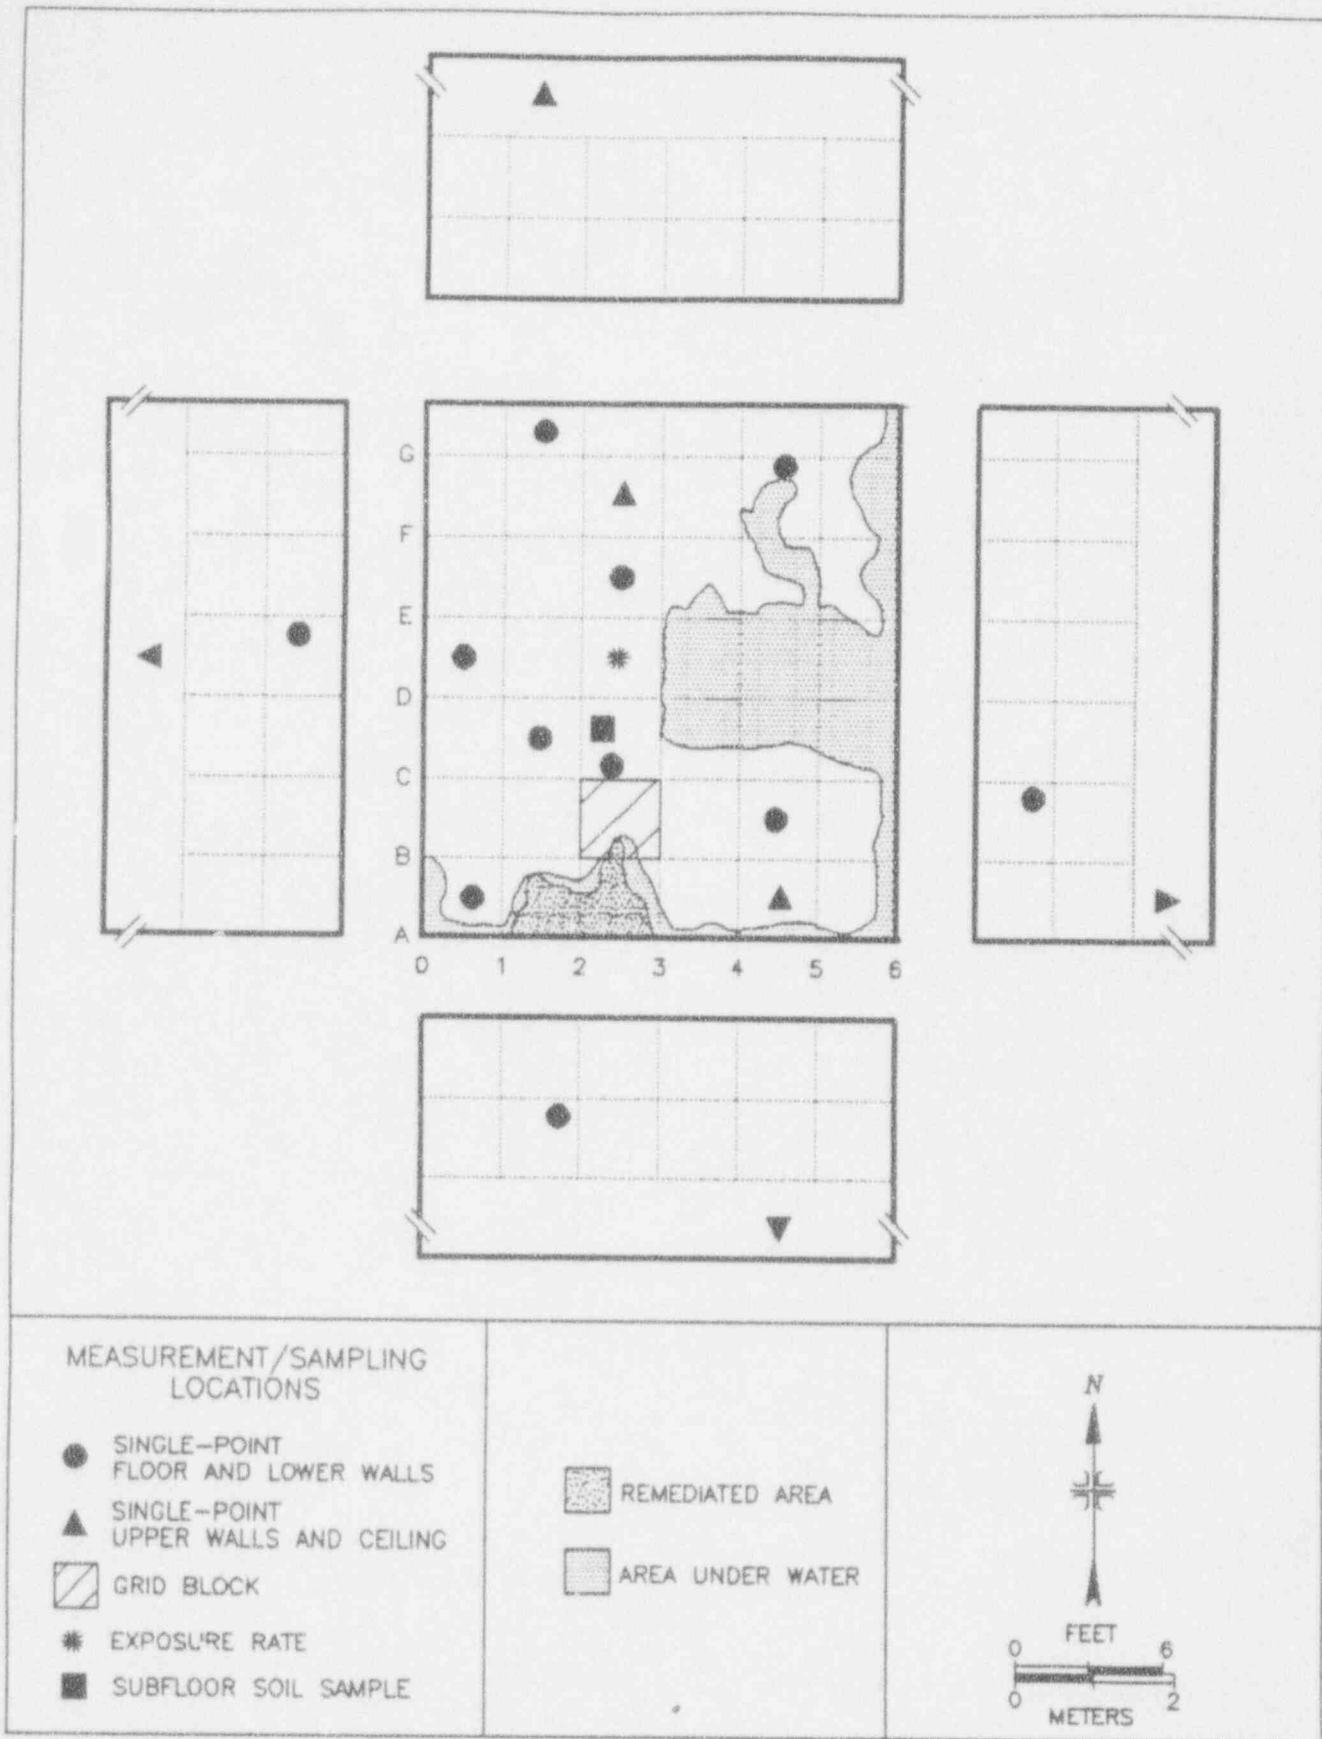 G
F
E
D
C
B
A
0 1 2 3 4 5 6
MEASUREMENT/SAMPLING
LOCATIONS
SINGLE-POINT
FLOOR AND LOWER WALLS
SINGLE-POINT
UPPER WALLS AND CEILING
GRID BLOCK
EXPOSURE RATE
SUBFLOOR SOIL SAMPLE
REMEDIATED AREA
AREA UNDER WATER
N
FEET
0 6
0 2
METERS